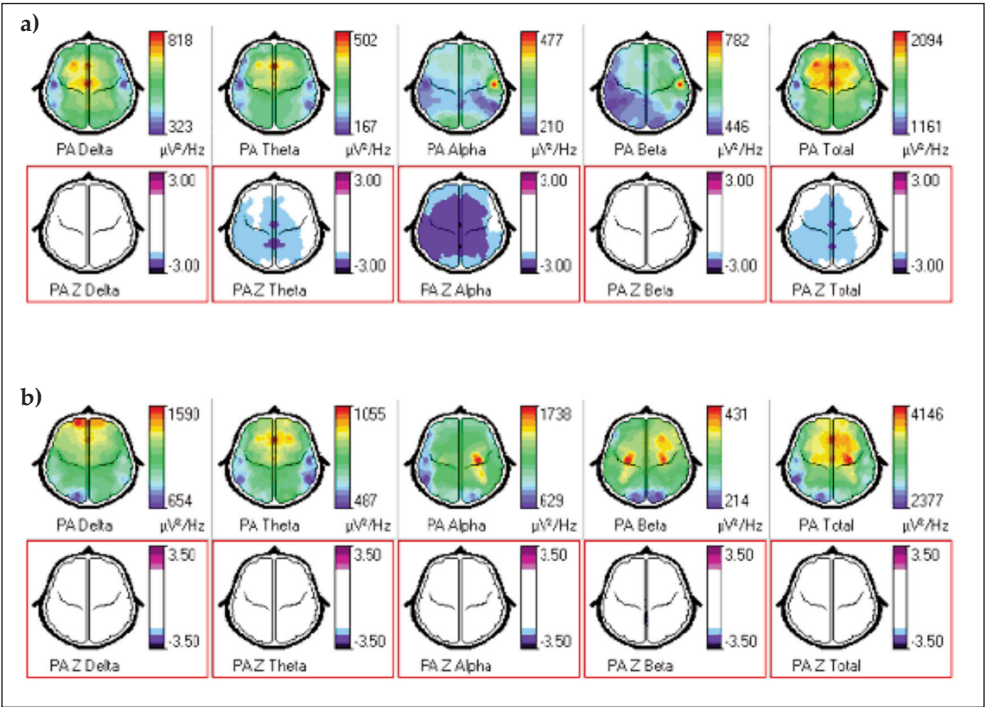 a)
818 502 477 782 2094
323 167 210 446 1161
PA Delta µV²/Hz PA Theta µV²/Hz PA Alpha µV²/Hz PA Beta µV²/Hz PA Total µV²/Hz
3.00 3.00 3.00 3.00 3.00
-3.00 -3.00 -3.00 -3.00 -3.00
PA Z Delta PA Z Theta PA Z Alpha PA Z Beta PA Z Total
b)
1590 1055 1738 431 4146
654 487 629 214 2377
PA Delta µV²/Hz PA Theta µV²/Hz PA Alpha µV²/Hz PA Beta µV²/Hz PA Total µV²/Hz
3.50 3.50 3.50 3.50 3.50
-3.50 -3.50 -3.50 -3.50 -3.50
PA Z Delta PA Z Theta PA Z Alpha PA Z Beta PA Z Total